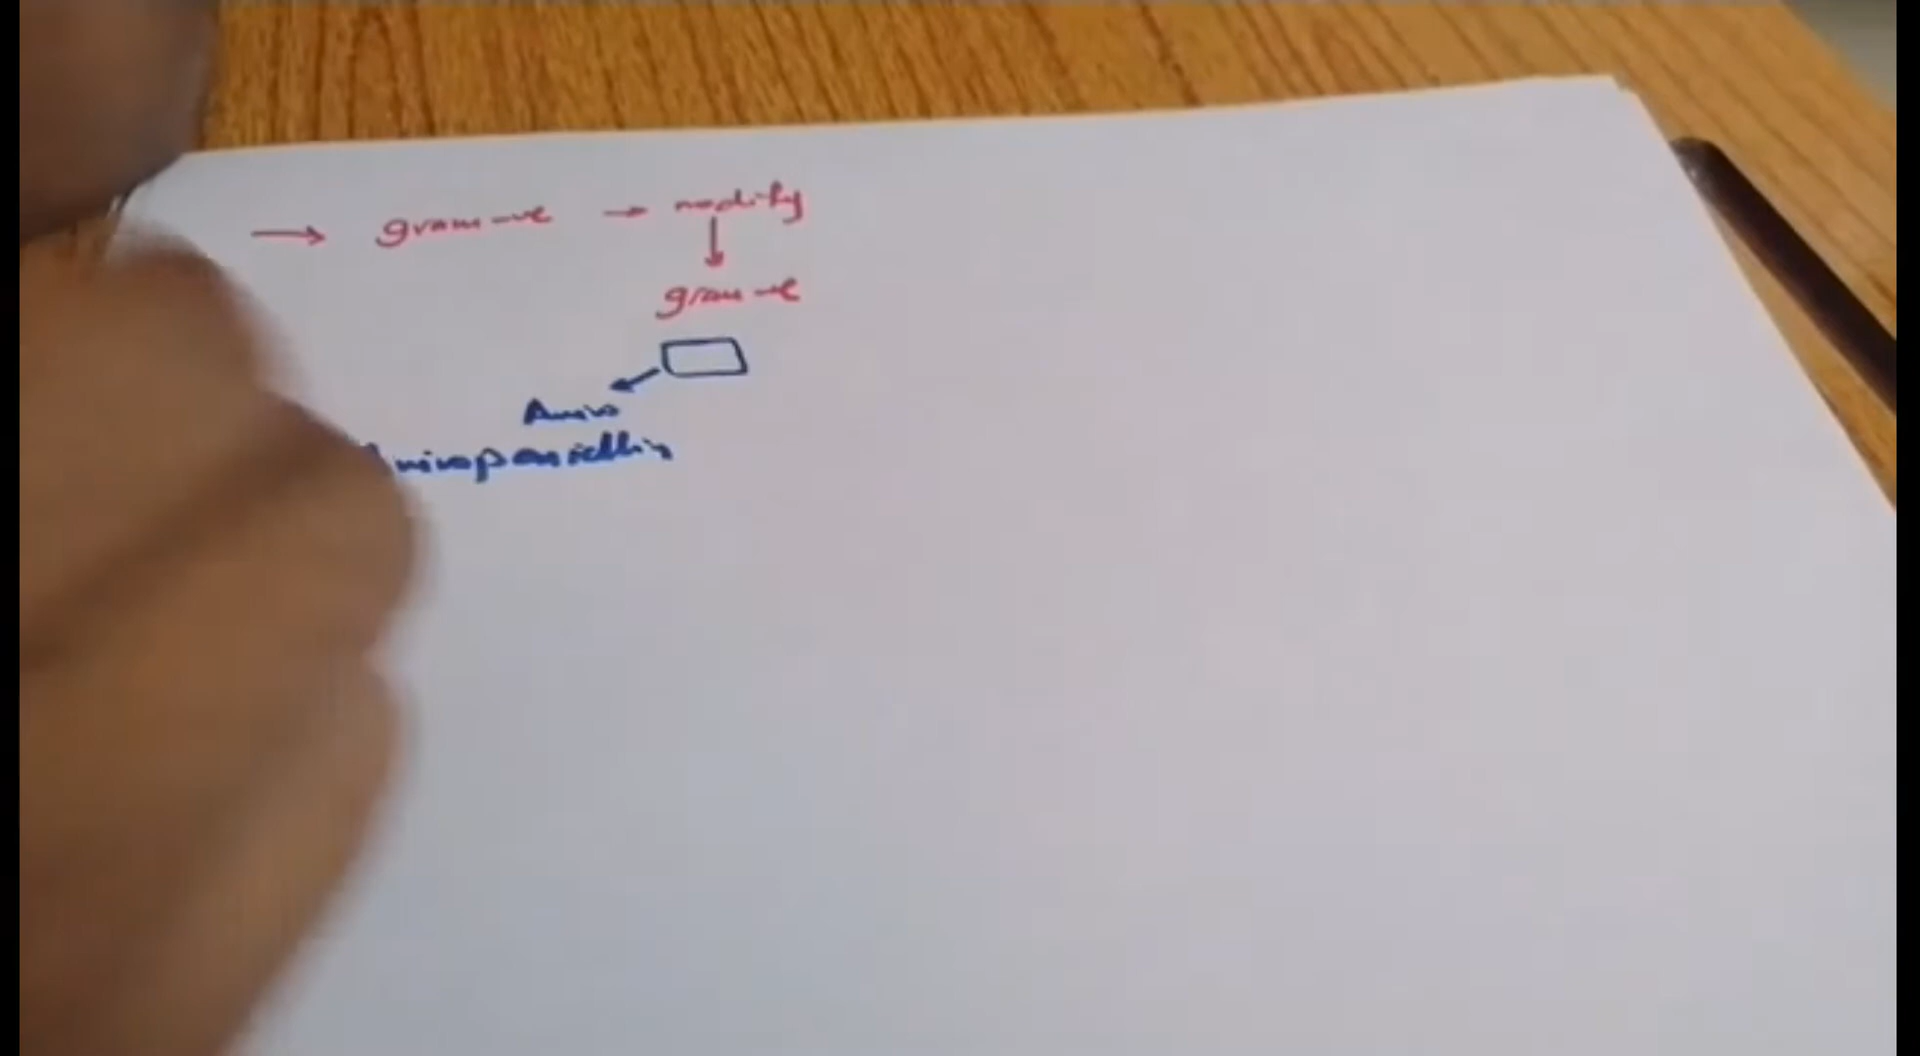 → gram -ve → modify
↓
gram -ve
Amino
Aminopenicillin